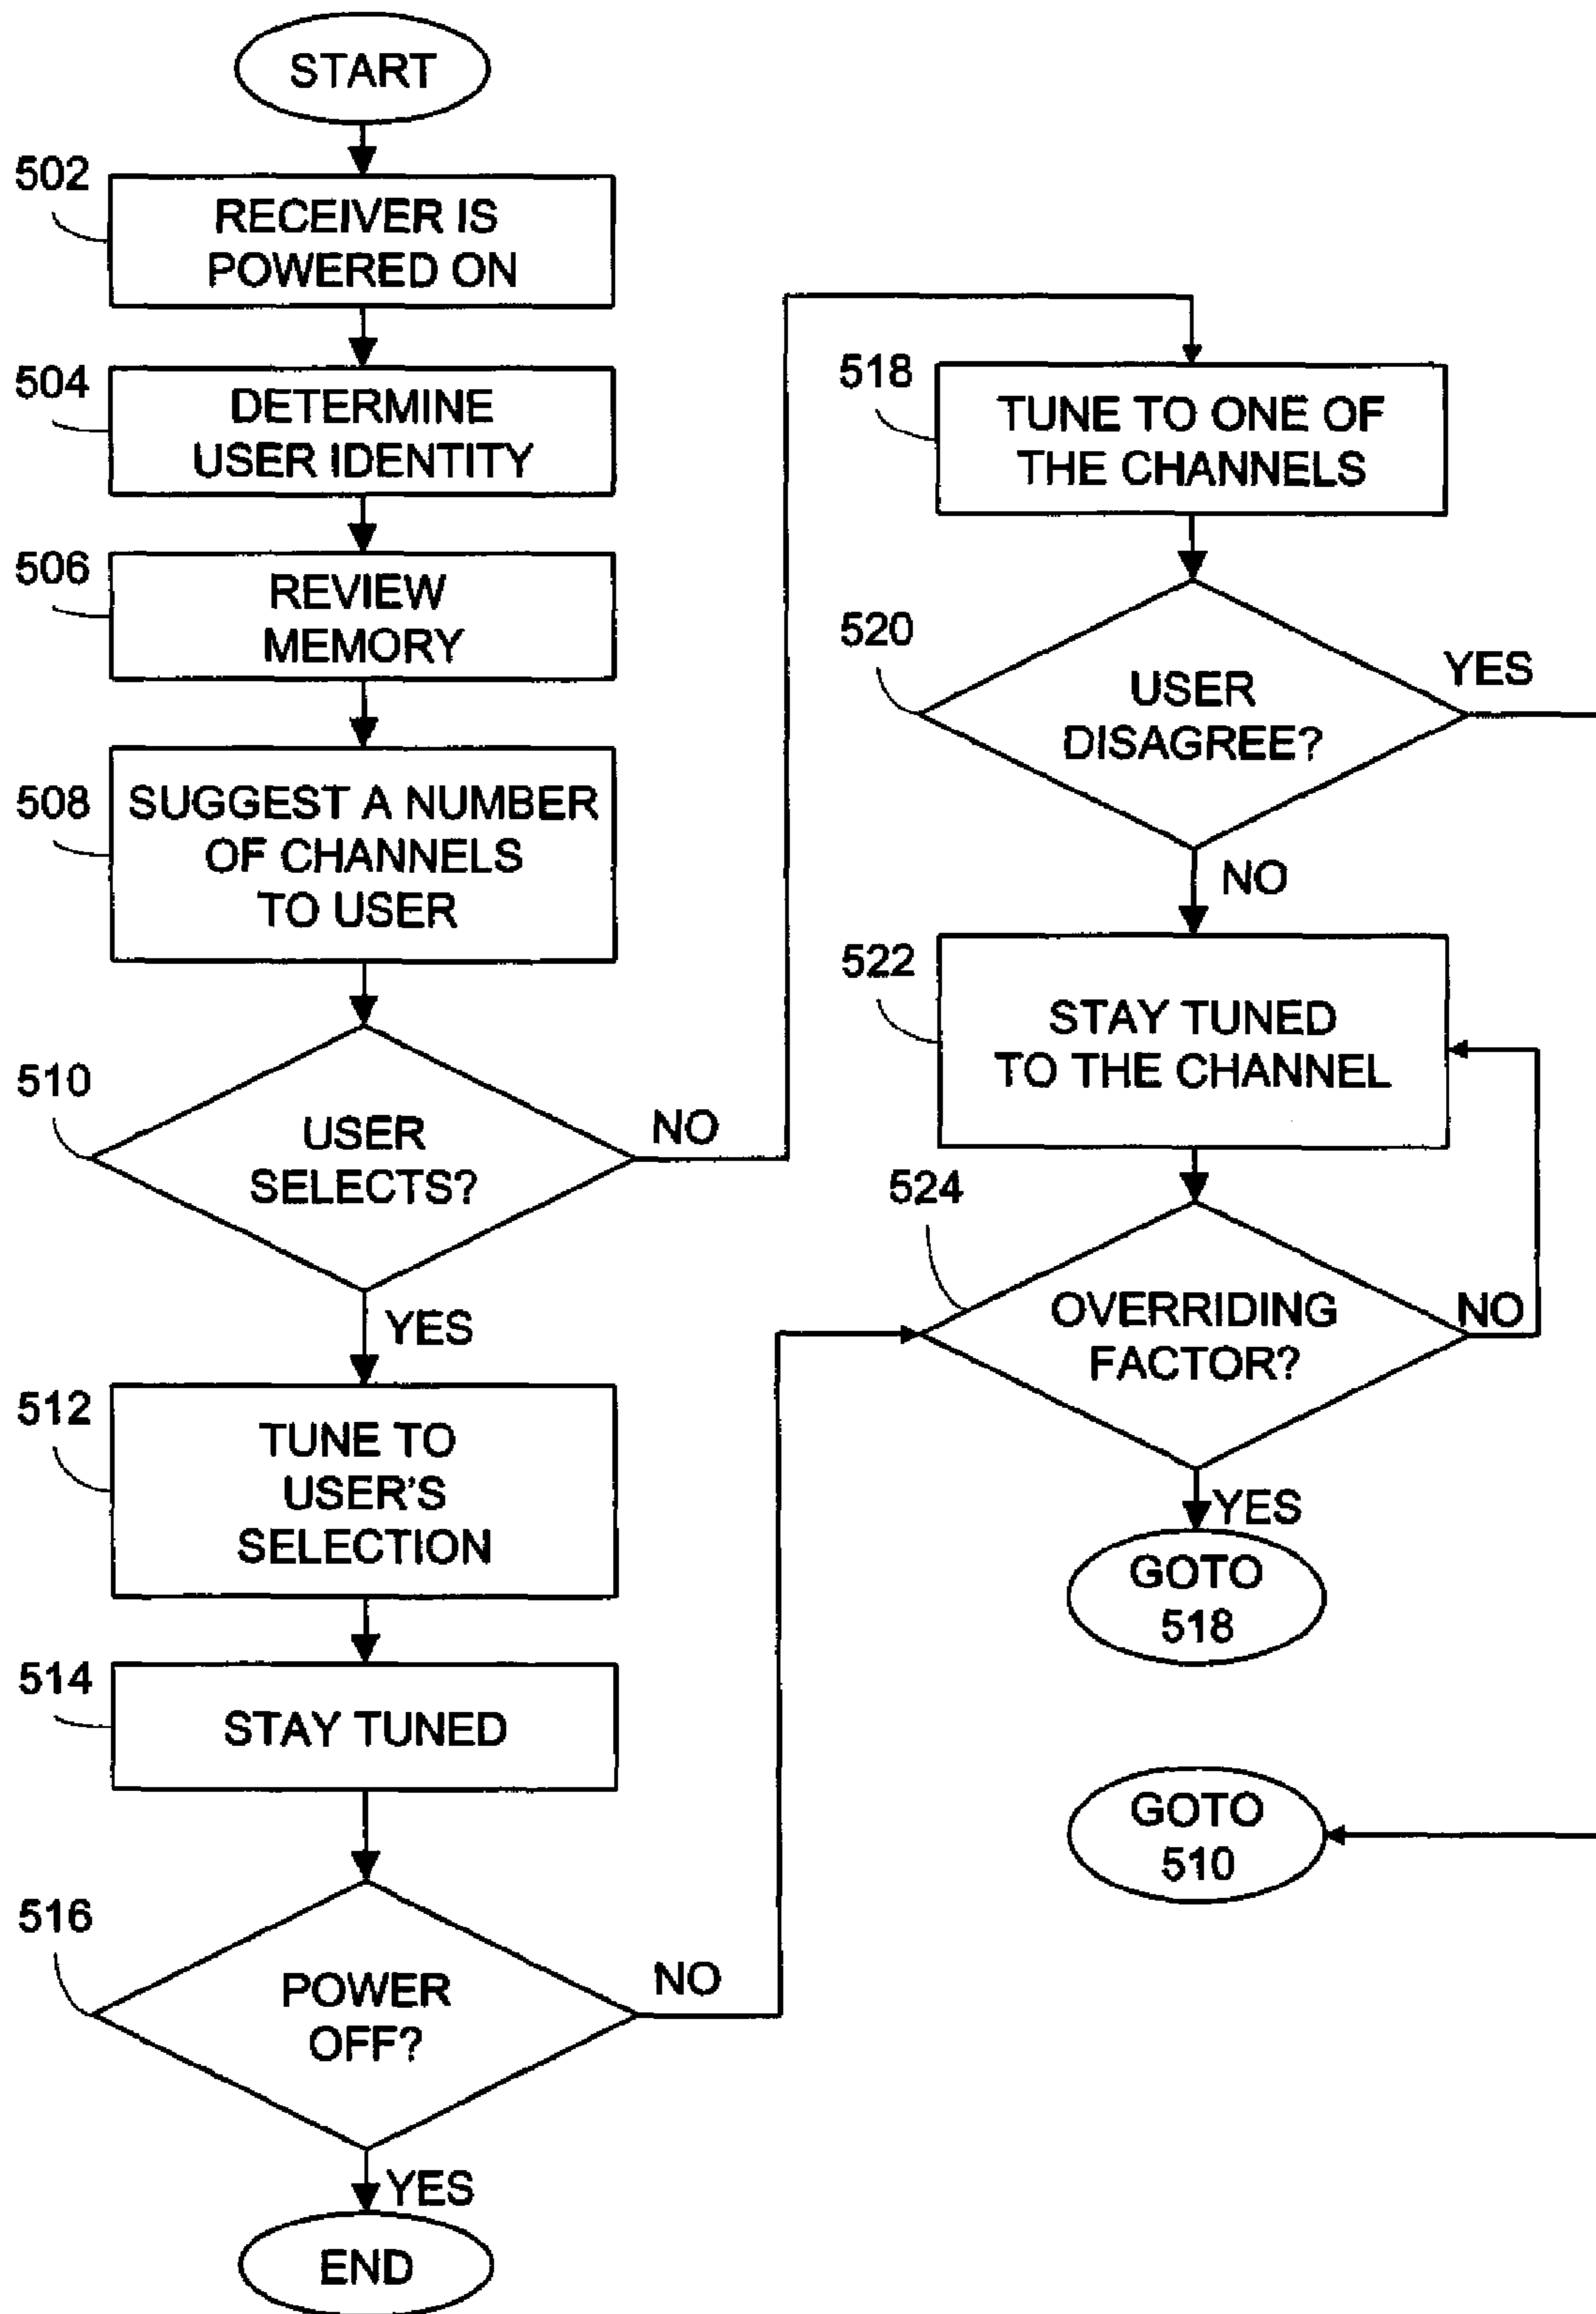 START
502
RECEIVER IS
POWERED ON
504
DETERMINE
USER IDENTITY
506
REVIEW
MEMORY
508
SUGGEST A NUMBER
OF CHANNELS
TO USER
510
USER
SELECTS?
NO
YES
512
TUNE TO
USER'S
SELECTION
514
STAY TUNED
516
POWER
OFF?
NO
YES
END
518
TUNE TO ONE OF
THE CHANNELS
520
USER
DISAGREE?
YES
NO
522
STAY TUNED
TO THE CHANNEL
524
OVERRIDING
FACTOR?
NO
YES
GOTO
518
GOTO
510